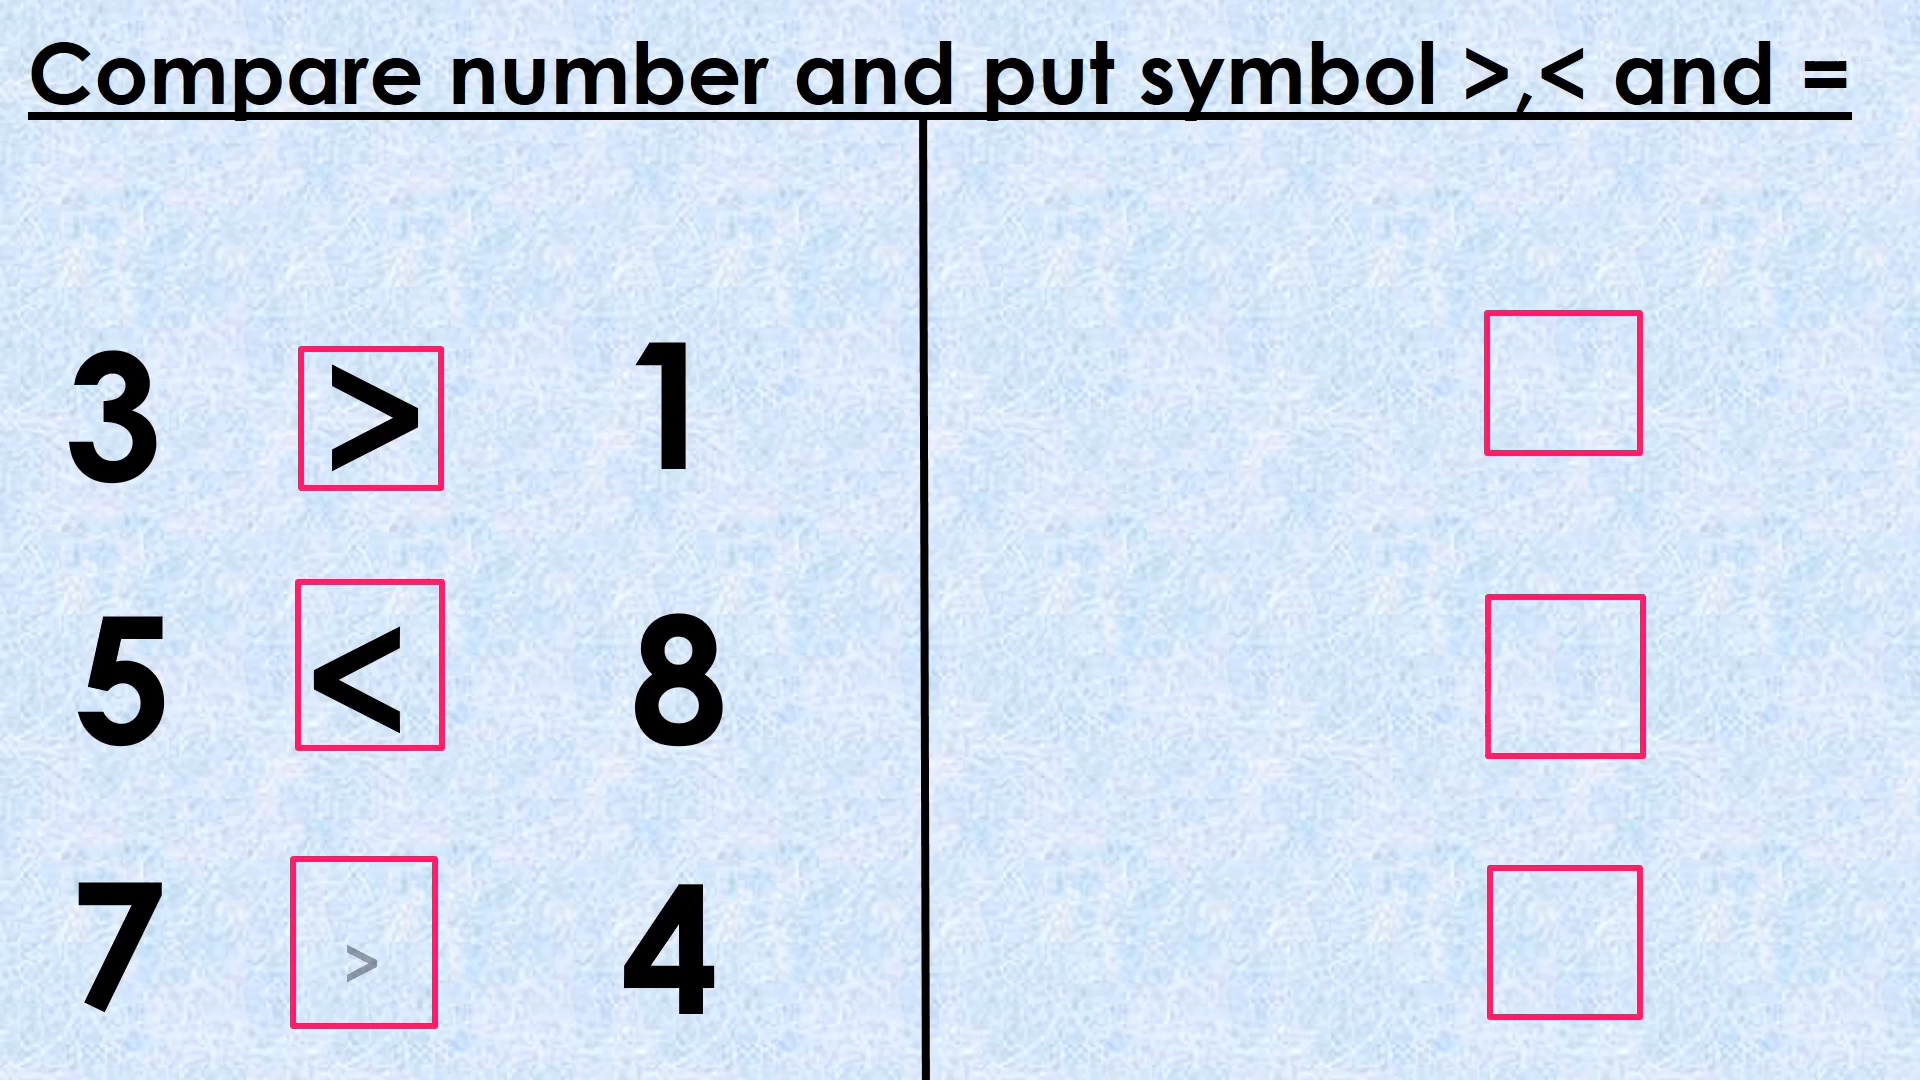 Compare number and put symbol >,< and =
3 > 1
5 < 8
7 > 4